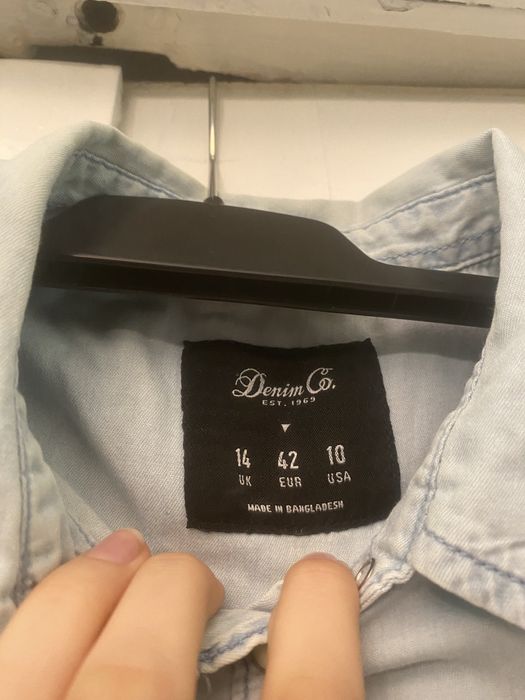 Denim Co.
EST. 1969
14 42 10
UK EUR USA
MADE IN BANGLADESH